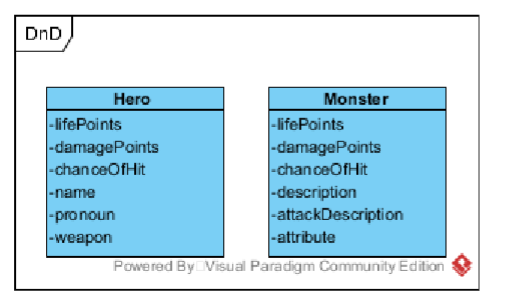 DnD
Hero
-lifePoints
-damagePoints
-chanceOfHit
-name
-pronoun
-weapon
Monster
-lifePoints
-damagePoints
-chanceOfHit
-description
-attackDescription
-attribute
Powered By Visual Paradigm Community Edition